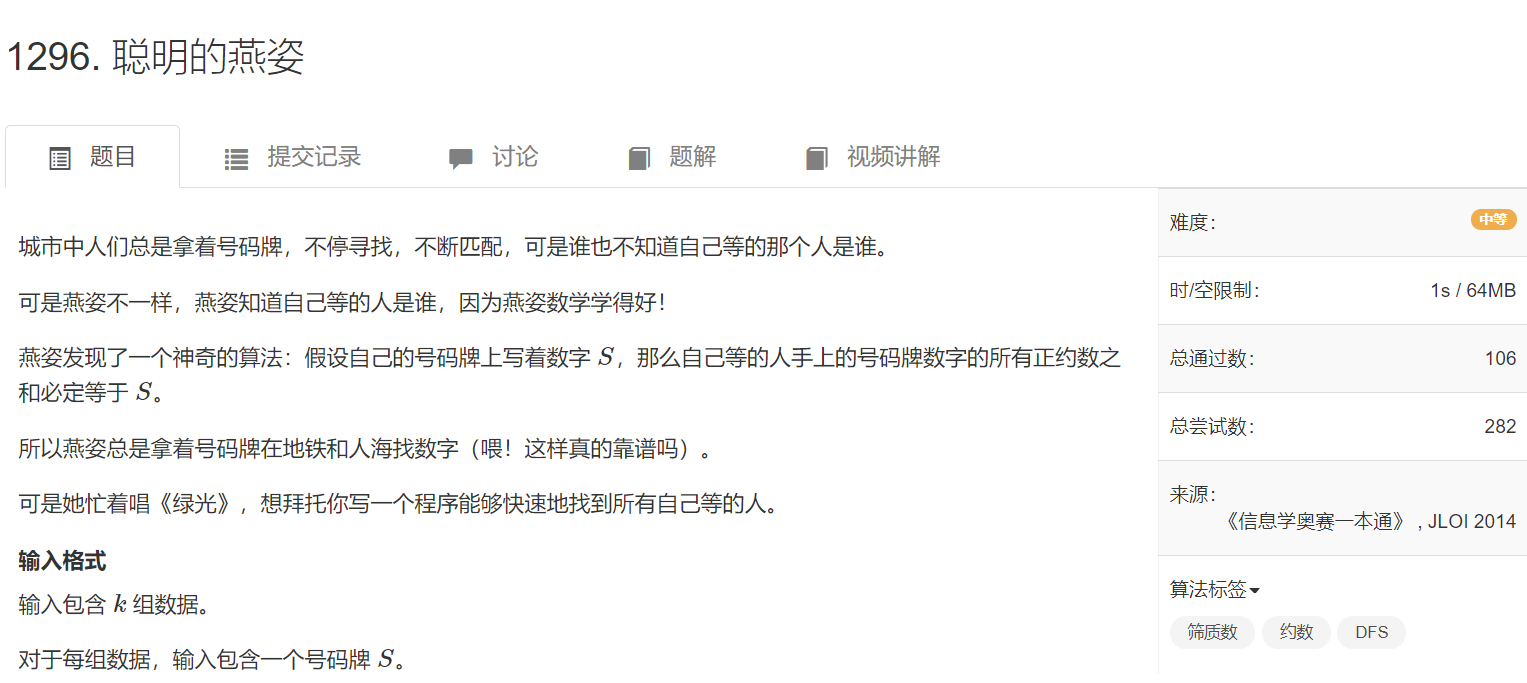 1296. 聪明的燕姿
题目
提交记录
讨论
题解
视频讲解
城市中人们总是拿着号码牌，不停寻找，不断匹配，可是谁也不知道自己等的那个人是谁。
可是燕姿不一样，燕姿知道自己等的人是谁，因为燕姿数学学得好！
燕姿发现了一个神奇的算法：假设自己的号码牌上写着数字 S，那么自己等的人手上的号码牌数字的所有正约数之
和必定等于 S。
所以燕姿总是拿着号码牌在地铁和人海找数字（喂！这样真的靠谱吗）。
可是她忙着唱《绿光》，想拜托你写一个程序能够快速地找到所有自己等的人。
输入格式
输入包含 k 组数据。
对于每组数据，输入包含一个号码牌 S。
难度：
中等
时/空限制：
1s / 64MB
总通过数：
106
总尝试数：
282
来源：
《信息学奥赛一本通》 , JLOI 2014
算法标签
筛质数
约数
DFS